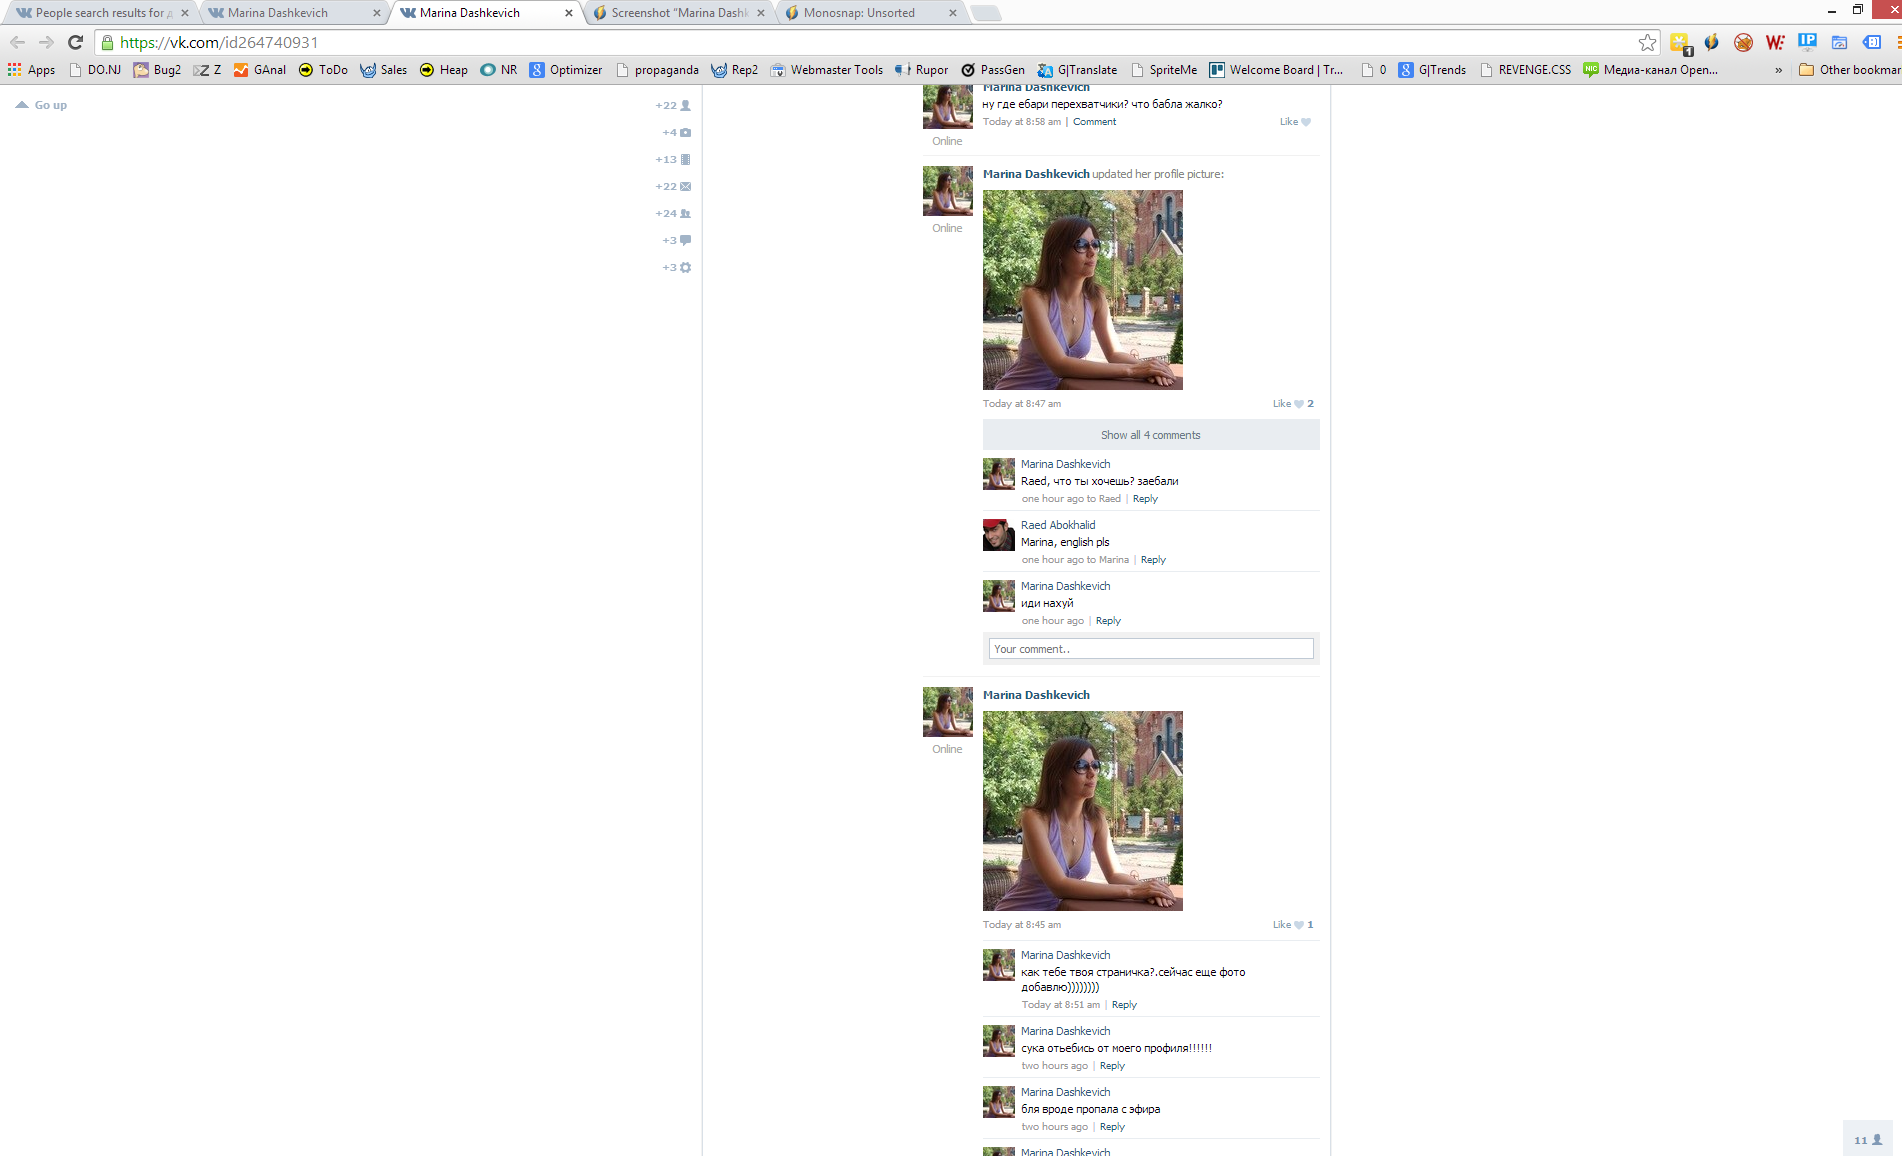 People search results for д
Marina Dashkevich
Marina Dashkevich
Screenshot "Marina Dashk
Monosnap: Unsorted
https://vk.com/id264740931
1
W:
IP
Apps
DO.NJ
Bug2
Z
GAnal
ToDo
Sales
Heap
NR
Optimizer
propaganda
Rep2
Webmaster Tools
Rupor
PassGen
G|Translate
SpriteMe
Welcome Board | Tr...
0
G|Trends
REVENGE.CSS
Медиа-канал Open...
»
Other bookmar
Go up
+22
+4
+13
+22
+24
+3
+3
Marina Dashkevich
ну где ебари перехватчики? что бабла жалко?
Today at 8:58 am | Comment
Like
Online
Marina Dashkevich updated her profile picture:
Online
Today at 8:47 am
Like 2
Show all 4 comments
Marina Dashkevich
Raed, что ты хочешь? заебали
one hour ago to Raed | Reply
Raed Abokhalid
Marina, english pls
one hour ago to Marina | Reply
Marina Dashkevich
иди нахуй
one hour ago | Reply
Your comment..
Marina Dashkevich
Online
Today at 8:45 am
Like 1
Marina Dashkevich
как тебе твоя страничка?.сейчас еще фото
добавлю))))))))
Today at 8:51 am | Reply
Marina Dashkevich
сука отьебись от моего профиля!!!!!!
two hours ago | Reply
Marina Dashkevich
бля вроде пропала с эфира
two hours ago | Reply
Marina Dashkevich
11